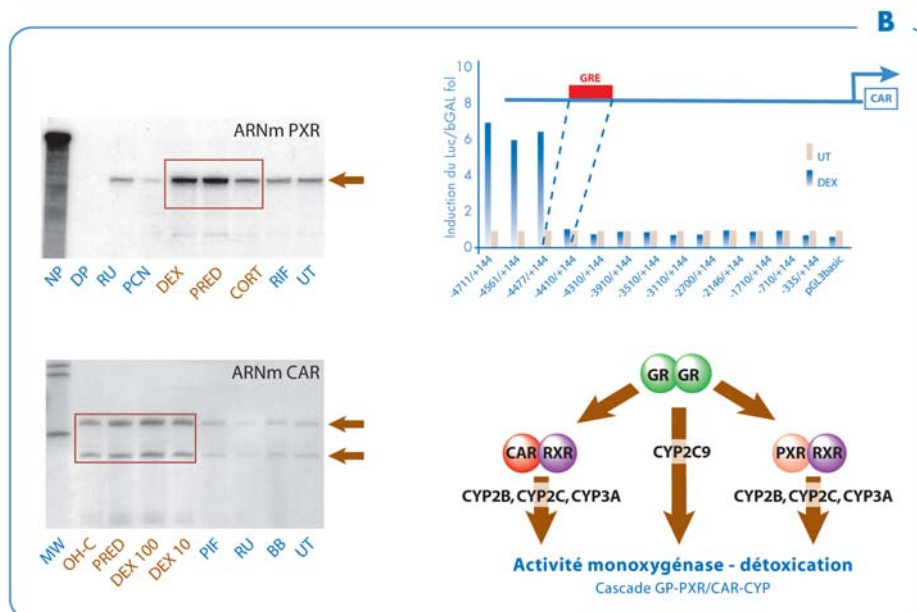 B
ARNm PXR
NP DP RU PCN DEX PRED CORT RIF UT
ARNm CAR
MW OH-C PRED DEX 100 DEX 10 PIF RU BB UT
Induction du Luc/bGAL fol
10
8
6
4
2
0
GRE
CAR
UT
DEX
-4711/+144 -4561/+144 -4477/+144 -4410/+144 -4310/+144 -3910/+144 -3510/+144 -3110/+144 -2700/+144 -2146/+144 -1710/+144 -710/+144 -335/+144 pGL3basic
GR GR
CAR RXR
CYP2C9
PXR RXR
CYP2B, CYP2C, CYP3A
CYP2B, CYP2C, CYP3A
Activité monoxygénase - détoxication
Cascade GP-PXR/CAR-CYP